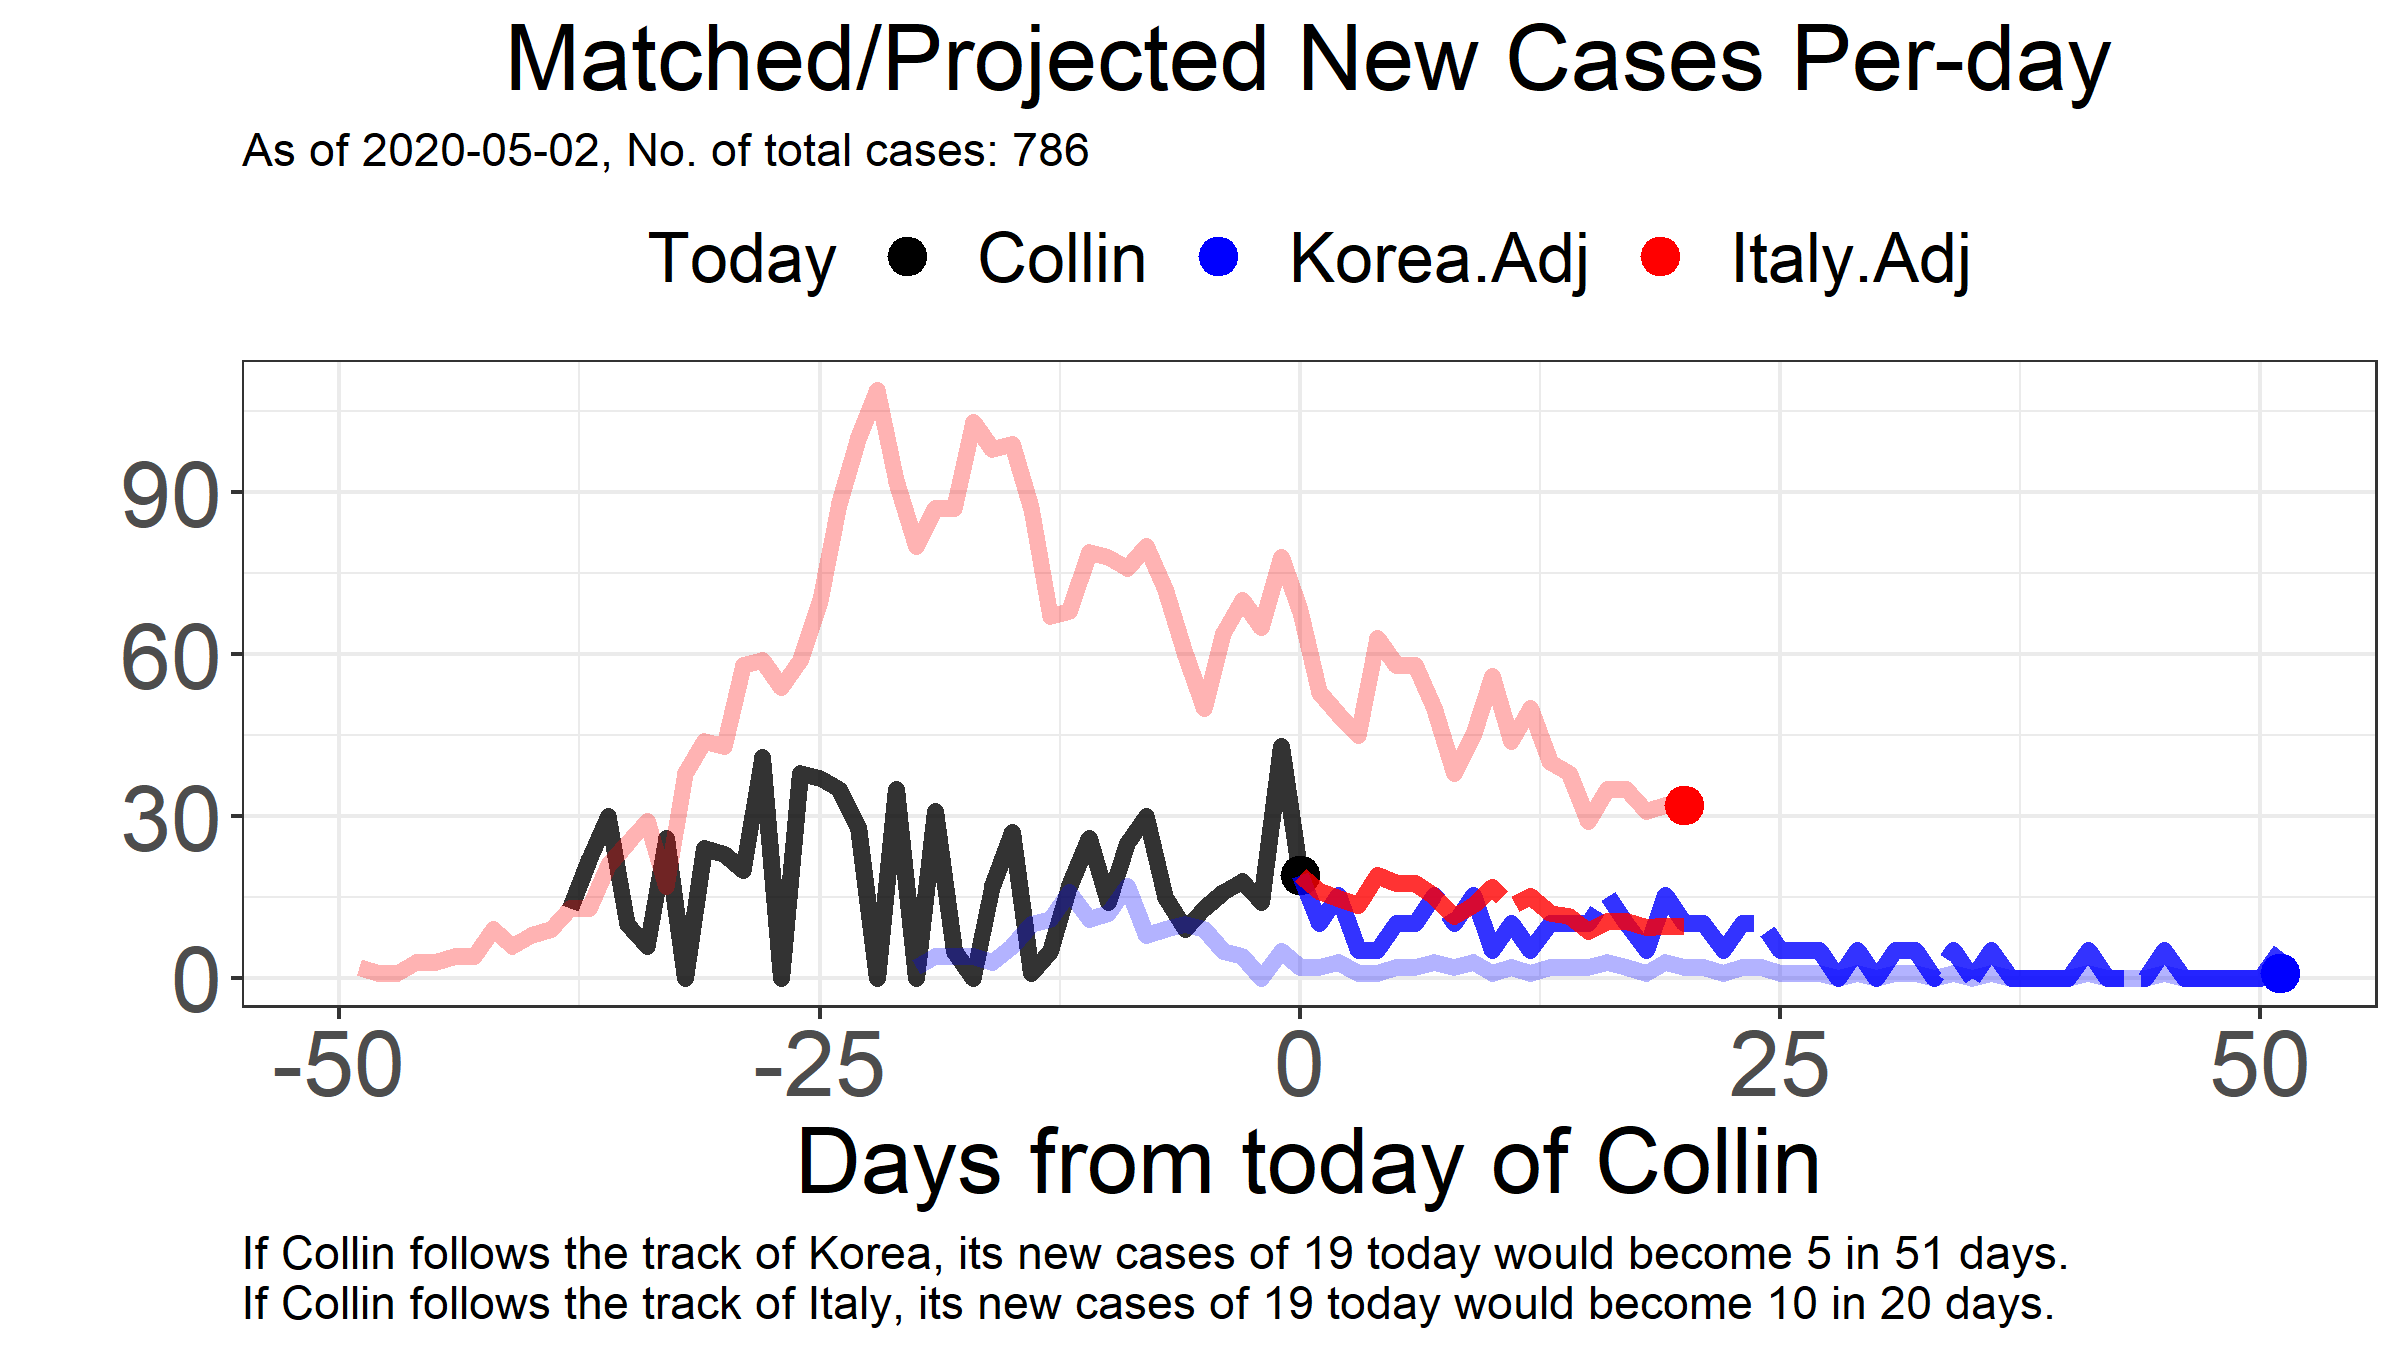 Matched/Projected New Cases Per-day
As of 2020-05-02, No. of total cases: 786
Today Collin Korea.Adj Italy.Adj
90
60
30
0
-50 -25 0 25 50
Days from today of Collin
If Collin follows the track of Korea, its new cases of 19 today would become 5 in 51 days.
If Collin follows the track of Italy, its new cases of 19 today would become 10 in 20 days.